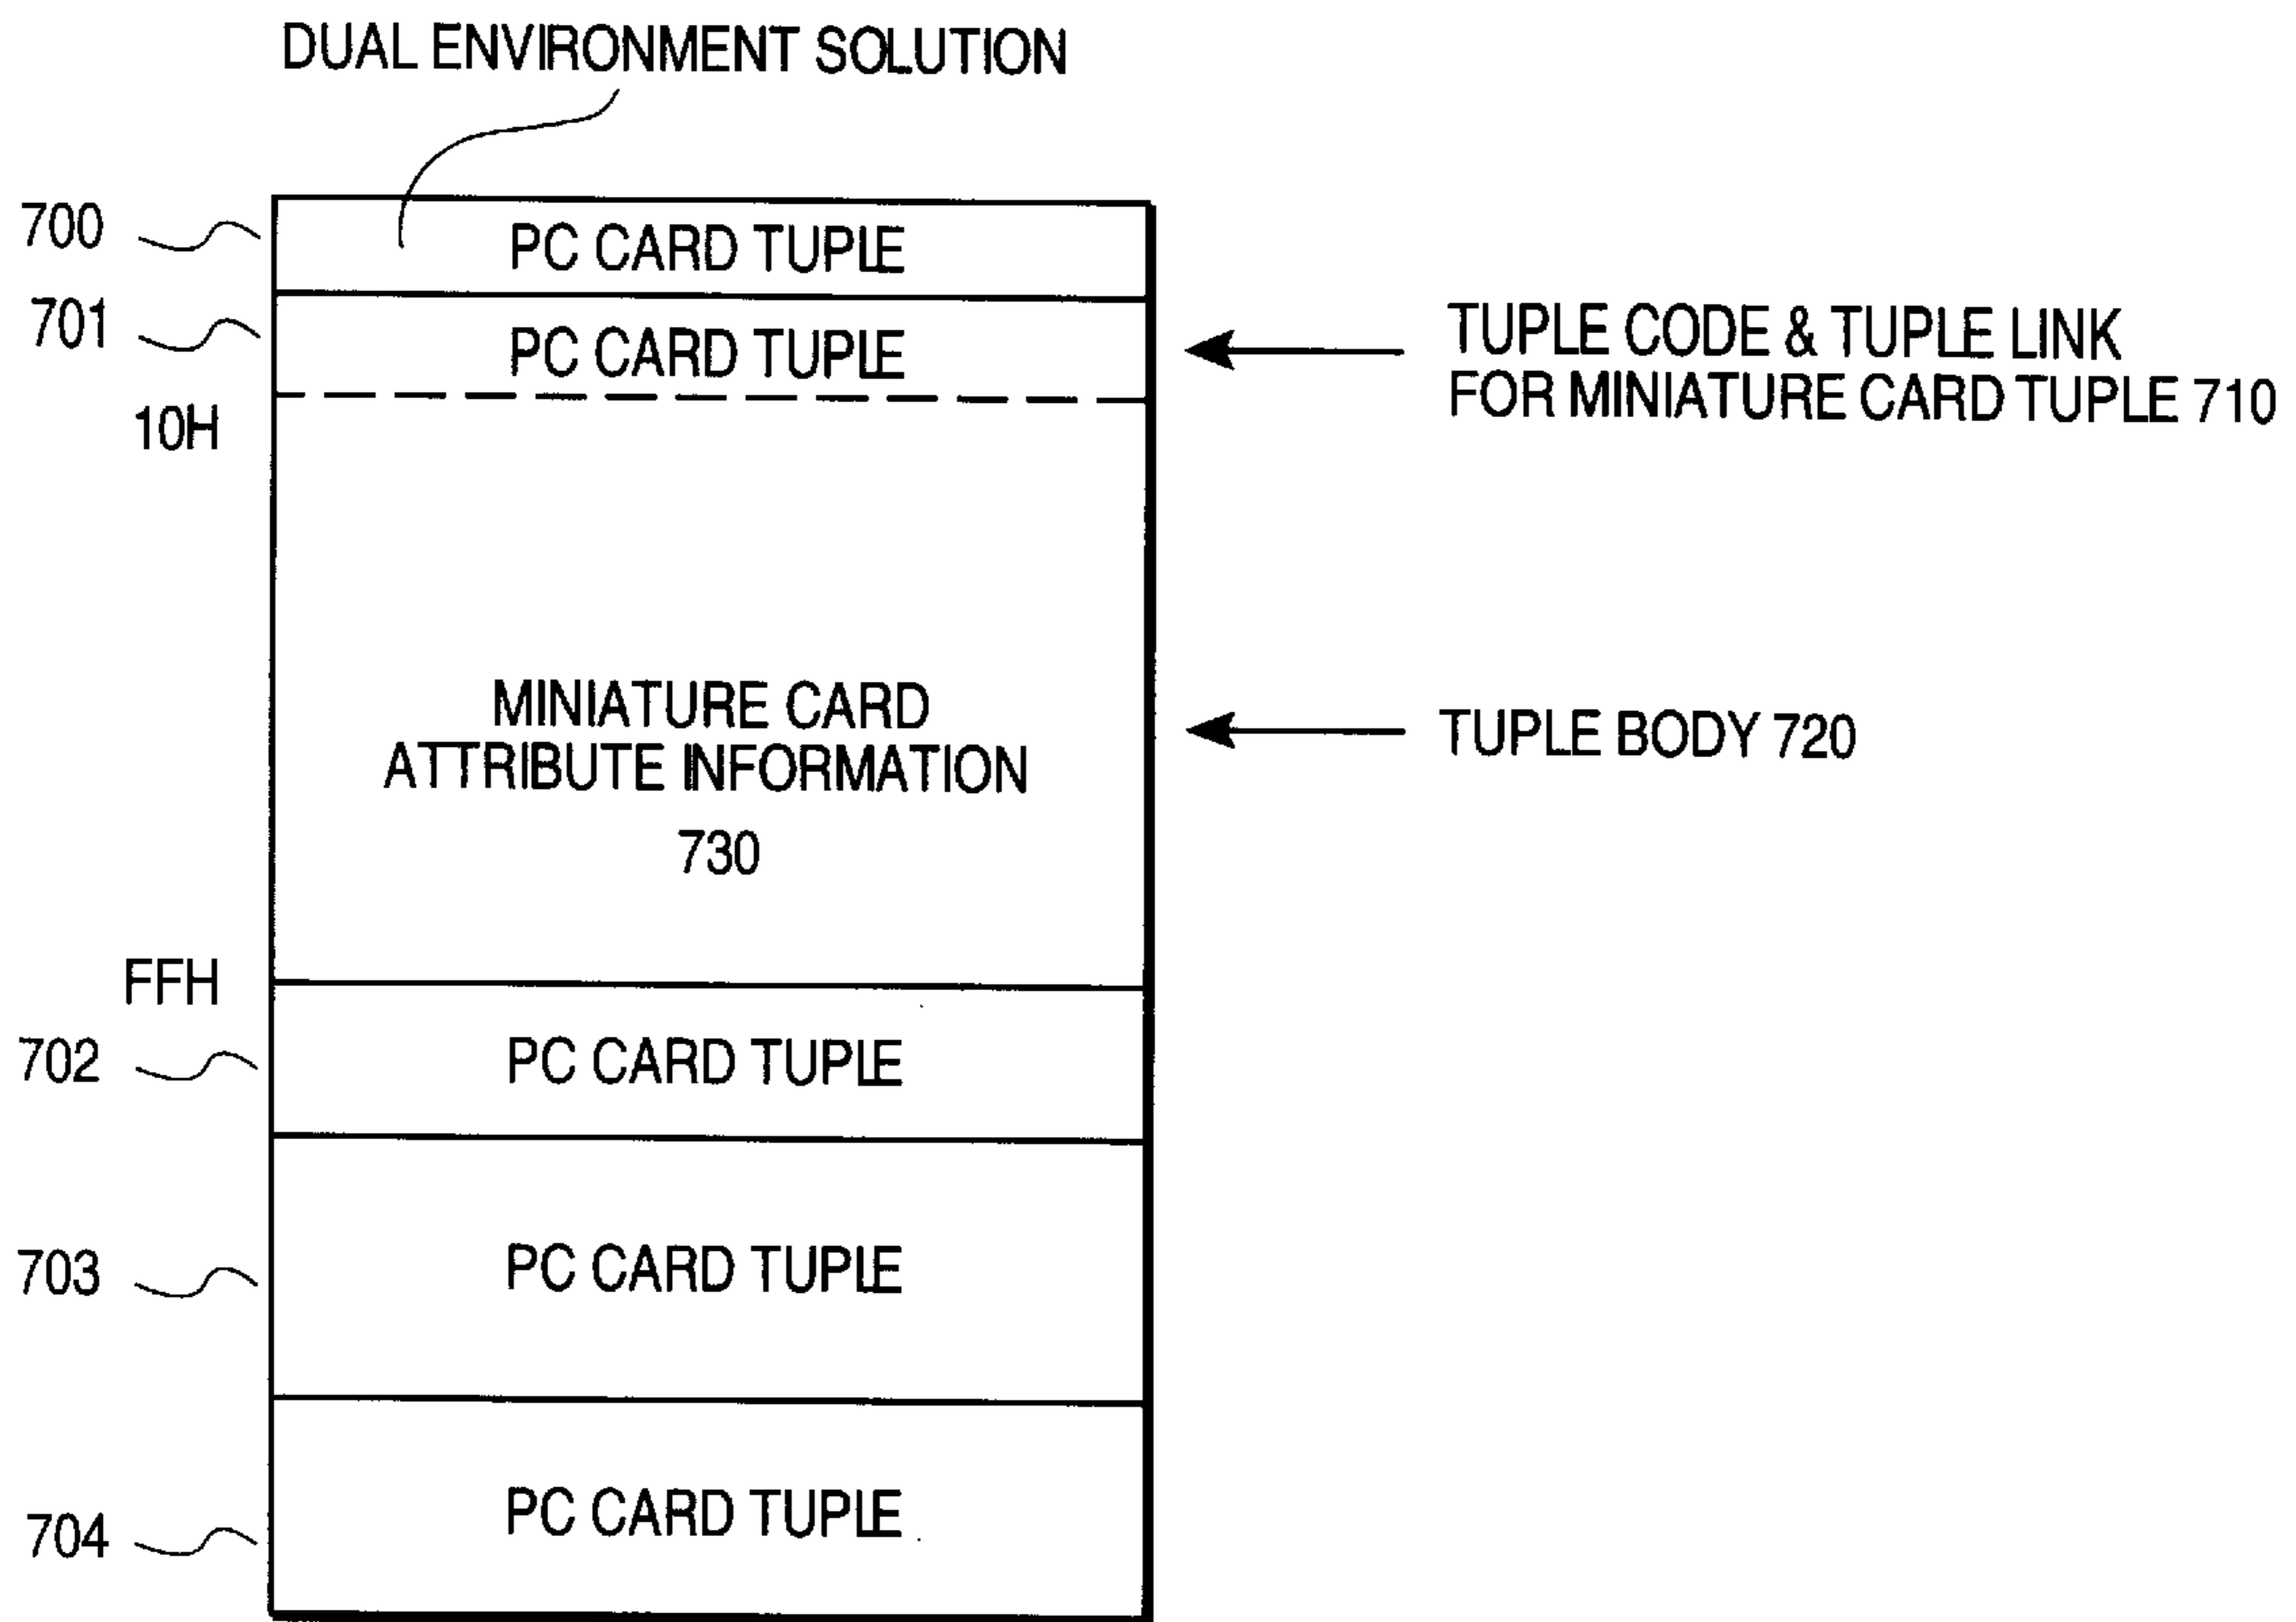 DUAL ENVIRONMENT SOLUTION
700
PC CARD TUPLE
701
PC CARD TUPLE
TUPLE CODE & TUPLE LINK
FOR MINIATURE CARD TUPLE 710
10H
MINIATURE CARD
ATTRIBUTE INFORMATION
730
TUPLE BODY 720
FFH
702
PC CARD TUPLE
703
PC CARD TUPLE
704
PC CARD TUPLE